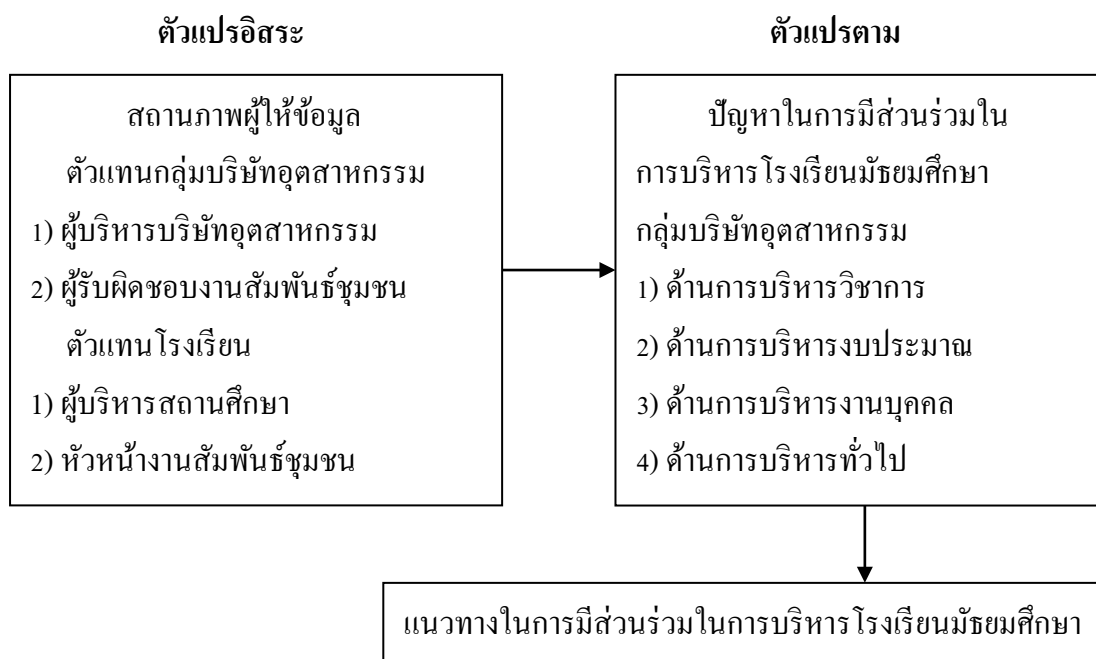 ตัวแปรอิสระ
สถานภาพผู้ให้ข้อมูล
ตัวแทนกลุ่มบริษัทอุตสาหกรรม
1) ผู้บริหารบริษัทอุตสาหกรรม
2) ผู้รับผิดชอบงานสัมพันธ์ชุมชน
ตัวแทนโรงเรียน
1) ผู้บริหารสถานศึกษา
2) หัวหน้างานสัมพันธ์ชุมชน
ตัวแปรตาม
ปัญหาในการมีส่วนร่วมใน
การบริหารโรงเรียนมัธยมศึกษา
กลุ่มบริษัทอุตสาหกรรม
1) ด้านการบริหารวิชาการ
2) ด้านการบริหารงบประมาณ
3) ด้านการบริหารงานบุคคล
4) ด้านการบริหารทั่วไป
แนวทางในการมีส่วนร่วมในการบริหารโรงเรียนมัธยมศึกษา